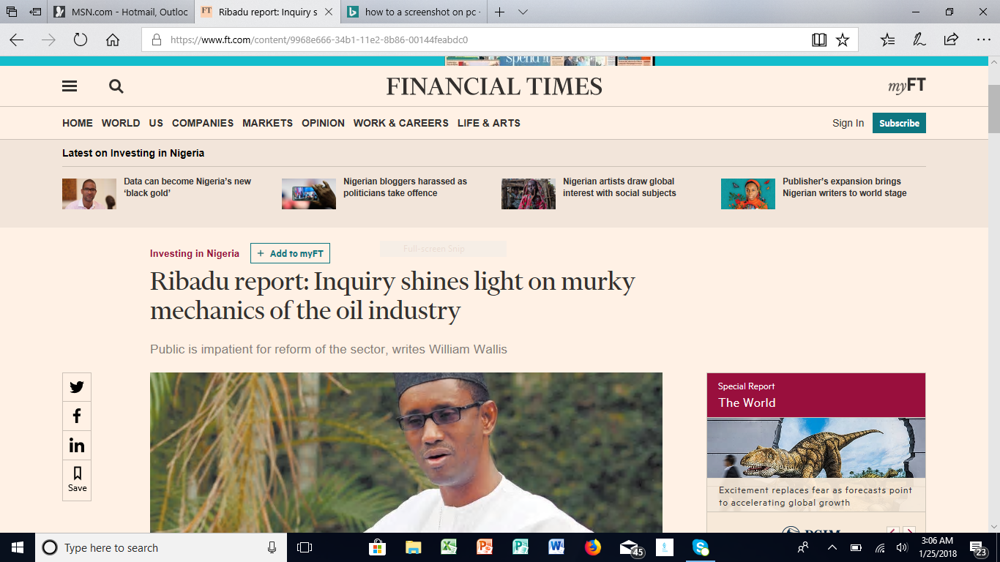 MSN.com - Hotmail, Outloc
Ribadu report: Inquiry s
how to a screenshot on pc
https://www.ft.com/content/9968e666-34b1-11e2-8b86-00144feabdc0
spend it
FINANCIAL TIMES
myFT
HOME WORLD US COMPANIES MARKETS OPINION WORK & CAREERS LIFE & ARTS
Sign In Subscribe
Latest on Investing in Nigeria
Data can become Nigeria's new
'black gold'
Nigerian bloggers harassed as
politicians take offence
Nigerian artists draw global
interest with social subjects
Publisher's expansion brings
Nigerian writers to world stage
Full-screen Snip
Investing in Nigeria + Add to myFT
Ribadu report: Inquiry shines light on murky
mechanics of the oil industry
Public is impatient for reform of the sector, writes William Wallis
Save
Special Report
The World
Excitement replaces fear as forecasts point
to accelerating global growth
Type here to search
45
3:06 AM
1/25/2018
23